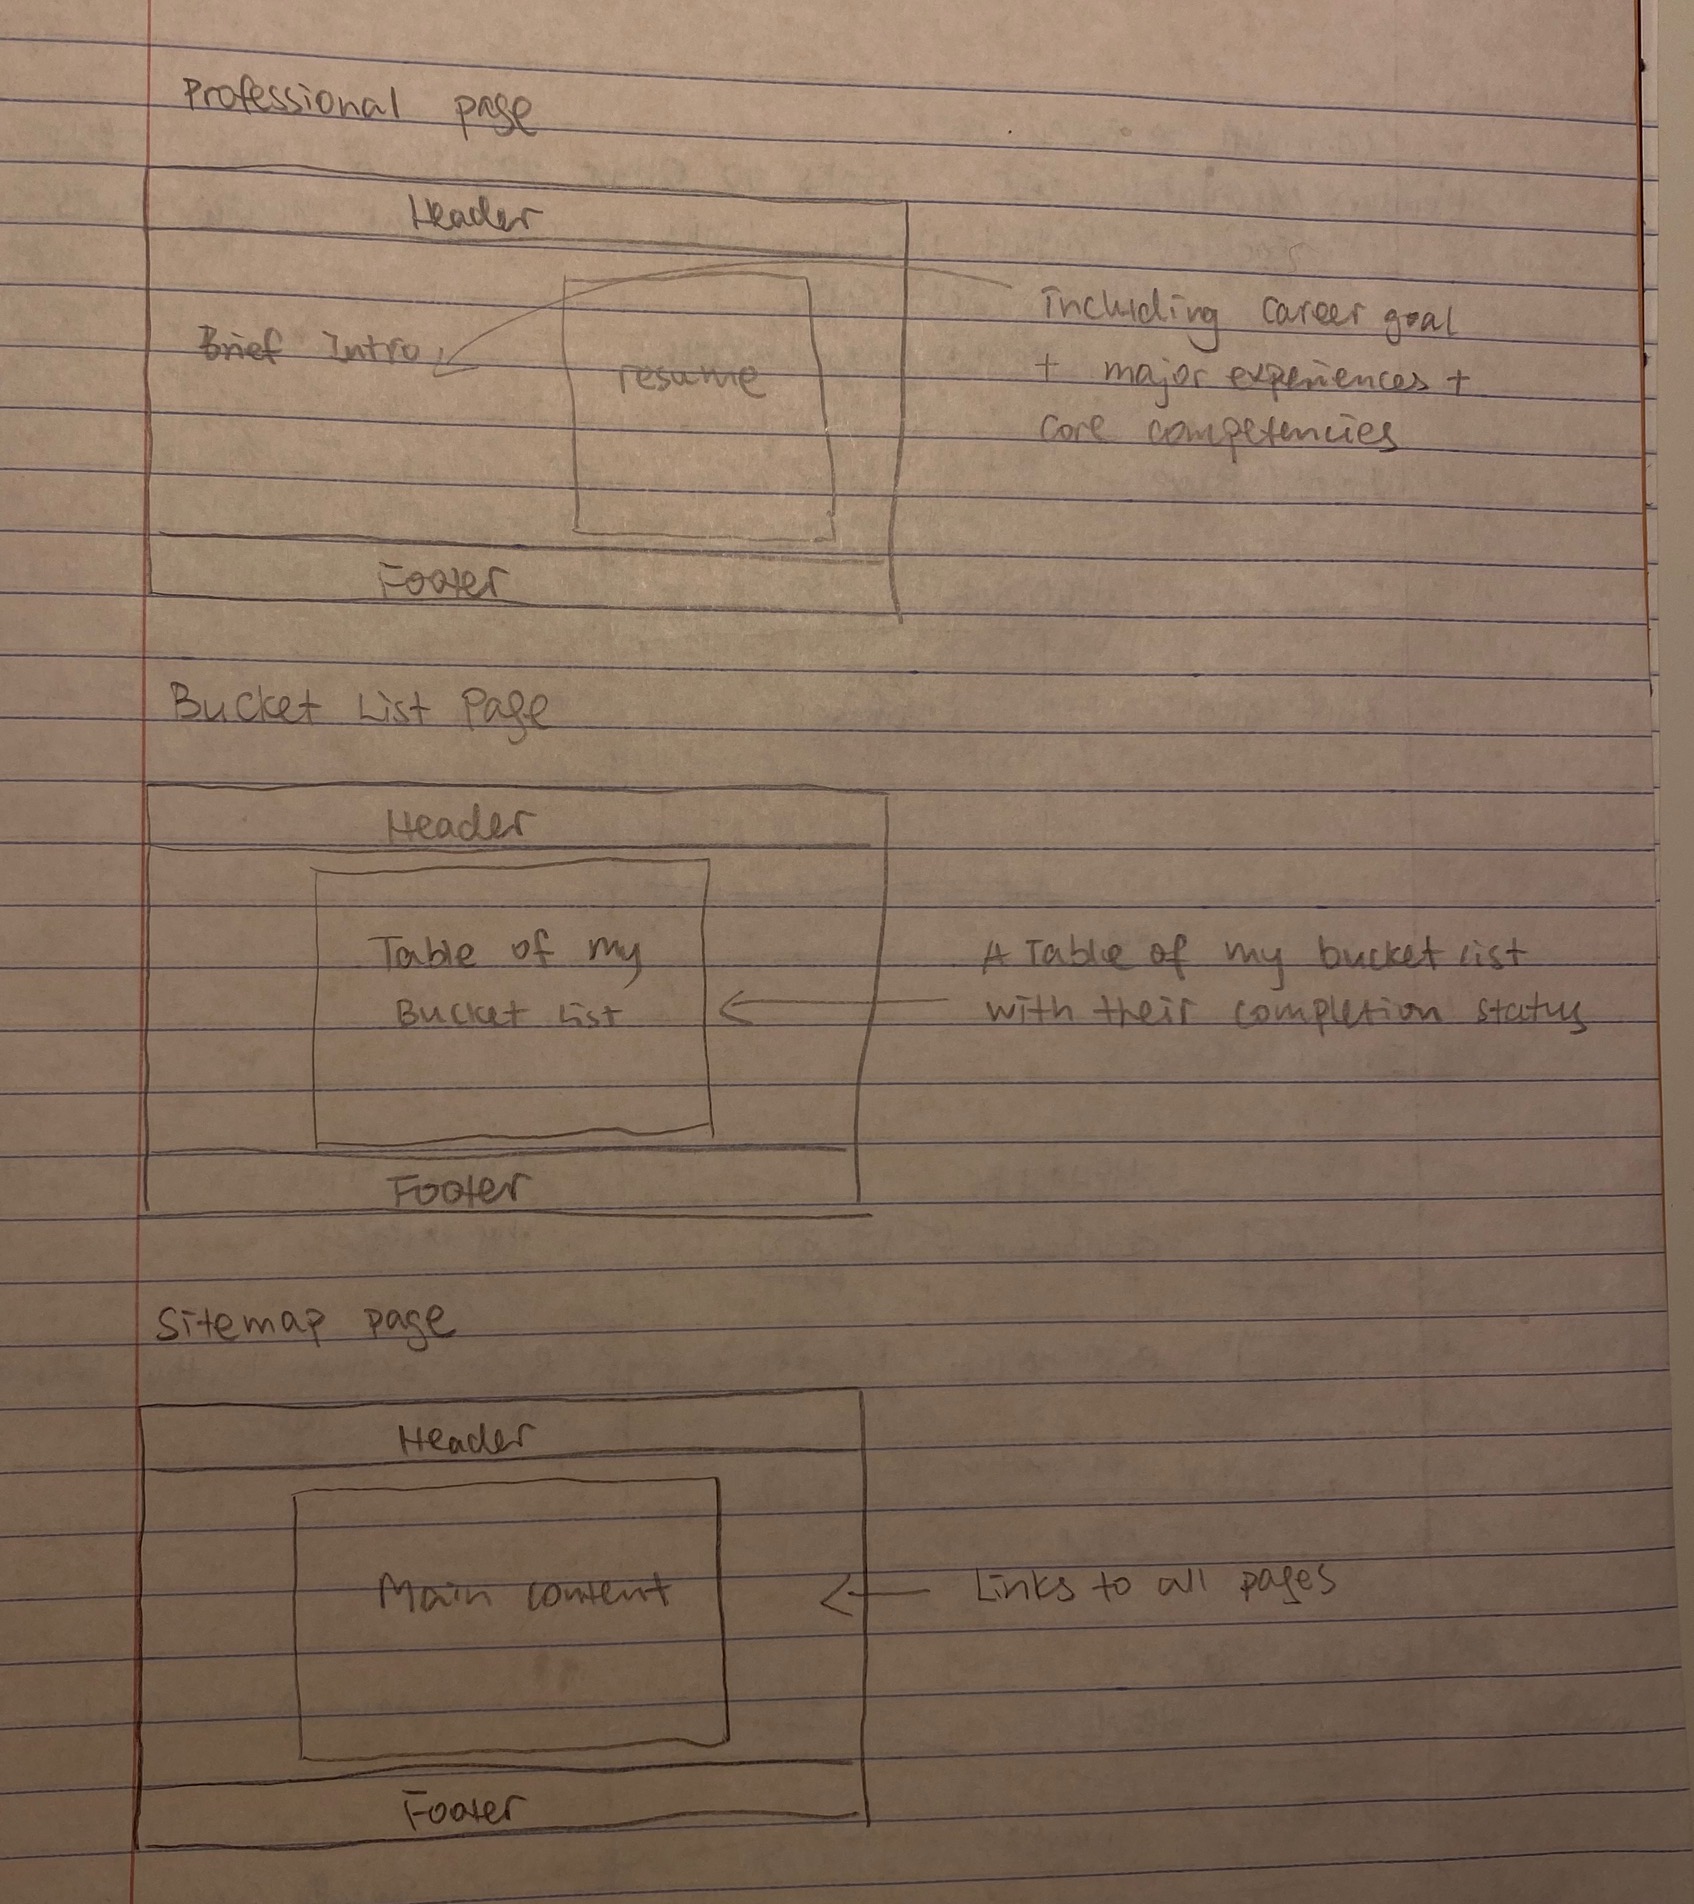 Professional page
Header
Brief Intro
resume
including career goal
+ major experiences +
core competencies
Footer
Bucket List Page
Header
Table of my
Bucket List
A Table of my bucket list
with their completion status
Footer
Sitemap page
Header
Main content
Links to all pages
Footer